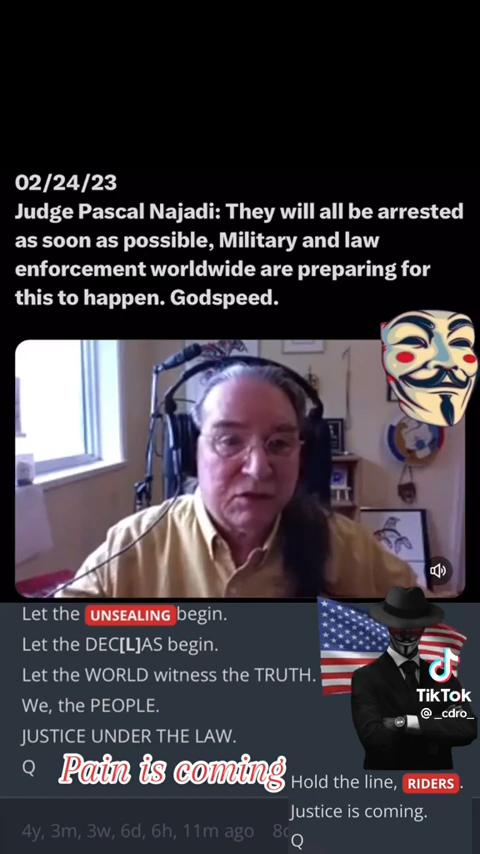 02/24/23
Judge Pascal Najadi: They will all be arrested
as soon as possible, Military and law
enforcement worldwide are preparing for
this to happen. Godspeed.
Let the UNSEALING begin.
Let the DEC[L]AS begin.
Let the WORLD witness the TRUTH.
We, the PEOPLE.
JUSTICE UNDER THE LAW.
Q
Pain is coming
TikTok
@_cdro_
Hold the line, RIDERS.
Justice is coming.
Q
4y, 3m, 3w, 6d, 6h, 11m ago